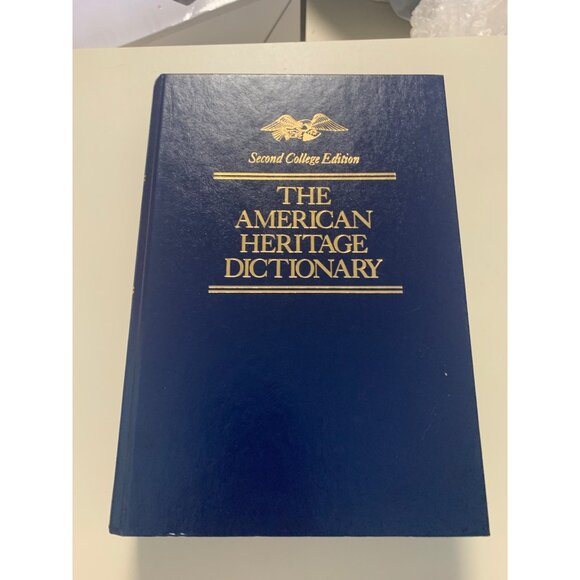 Second College Edition
THE
AMERICAN
HERITAGE
DICTIONARY